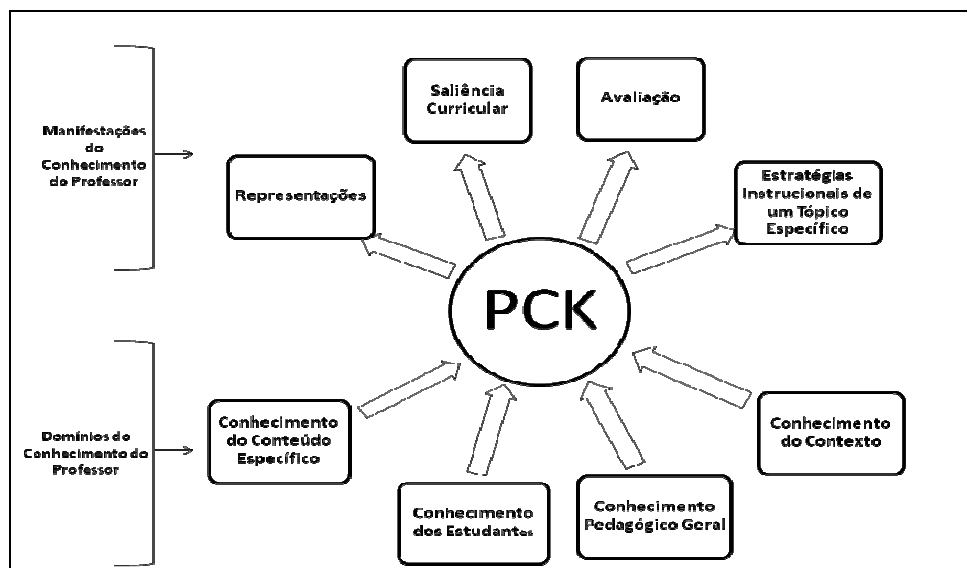 Manifestações
do
Conhecimento
do Professor
Saliência
Curricular
Avaliação
Representações
Estratégias
Instrucionais de
um Tópico
Específico
PCK
Domínios do
Conhecimento do
Professor
Conhecimento
do Conteúdo
Específico
Conhecimento
dos Estudantes
Conhecimento
Pedagógico Geral
Conhecimento
do Contexto